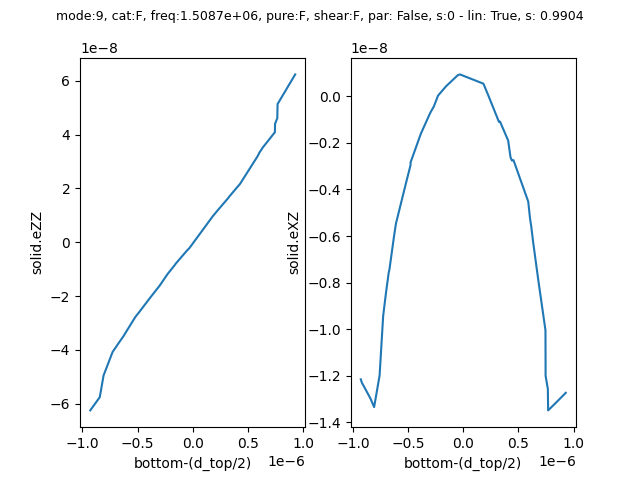 mode:9, cat:F, freq:1.5087e+06, pure:F, shear:F, par: False, s:0 - lin: True, s: 0.9904
1e−8
6
4
2
0
−2
−4
−6
solid.eZZ
−1.0 −0.5 0.0 0.5 1.0
bottom-(d_top/2) 1e−6
1e−8
0.0
−0.2
−0.4
−0.6
−0.8
−1.0
−1.2
−1.4
solid.eXZ
−1.0 −0.5 0.0 0.5 1.0
bottom-(d_top/2) 1e−6